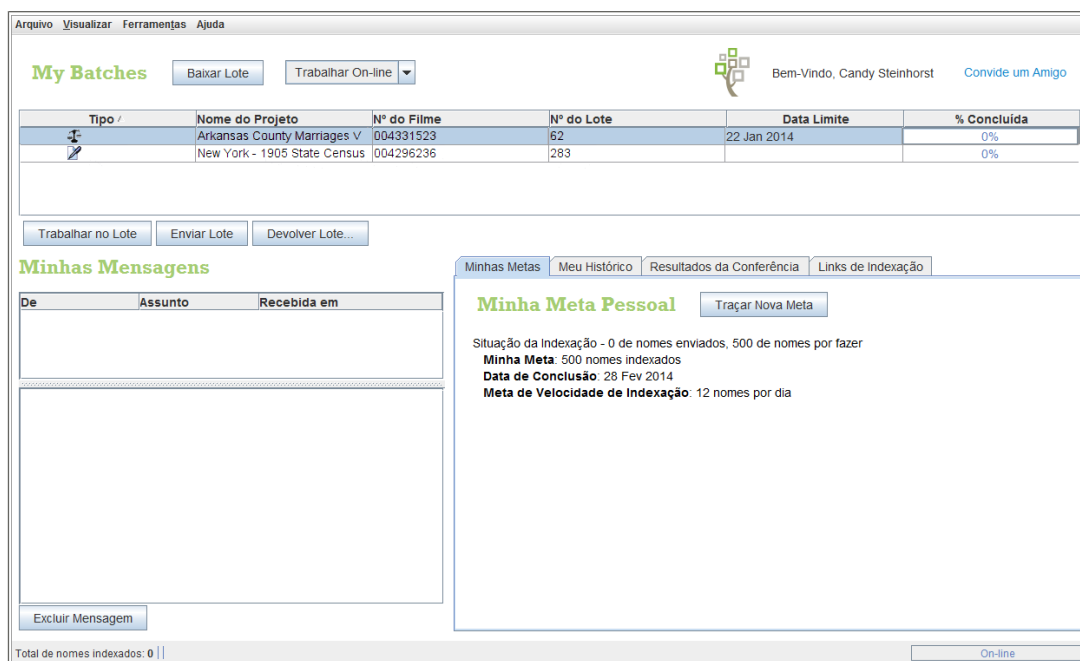 Arquivo Visualizar Ferramentas Ajuda
My Batches Baixar Lote Trabalhar On-line Bem-Vindo, Candy Steinhorst Convide um Amigo
Tipo Nome do Projeto Nº do Filme Nº do Lote Data Limite % Concluída
Arkansas County Marriages V 004331523 62 22 Jan 2014 0%
New York - 1905 State Census 004296236 283 0%
Trabalhar no Lote Enviar Lote Devolver Lote...
Minhas Mensagens
De Assunto Recebida em
Excluir Mensagem
Minhas Metas Meu Histórico Resultados da Conferência Links de Indexação
Minha Meta Pessoal Traçar Nova Meta
Situação da Indexação - 0 de nomes enviados, 500 de nomes por fazer
Minha Meta: 500 nomes indexados
Data de Conclusão: 28 Fev 2014
Meta de Velocidade de Indexação: 12 nomes por dia
Total de nomes indexados: 0 On-line